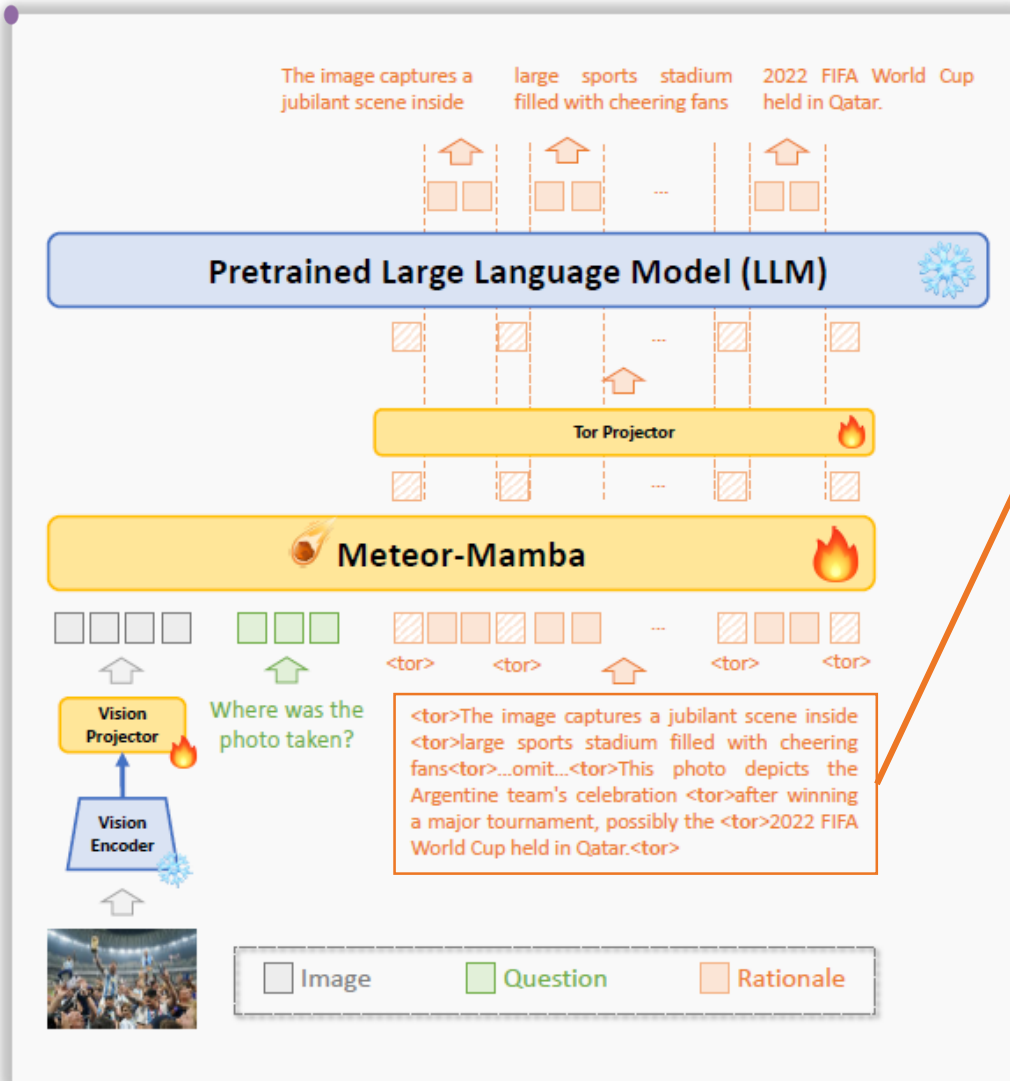 The image captures a
jubilant scene inside
large sports stadium
filled with cheering fans
2022 FIFA World Cup
held in Qatar.
...
Pretrained Large Language Model (LLM)
...
Tor Projector
...
Meteor-Mamba
...
<tor>
<tor>
<tor>
<tor>
Vision
Projector
Where was the
photo taken?
<tor>The image captures a jubilant scene inside
<tor>large sports stadium filled with cheering
fans<tor>...omit...<tor>This photo depicts the
Argentine team's celebration <tor>after winning
a major tournament, possibly the <tor>2022 FIFA
World Cup held in Qatar.<tor>
Vision
Encoder
Image
Question
Rationale